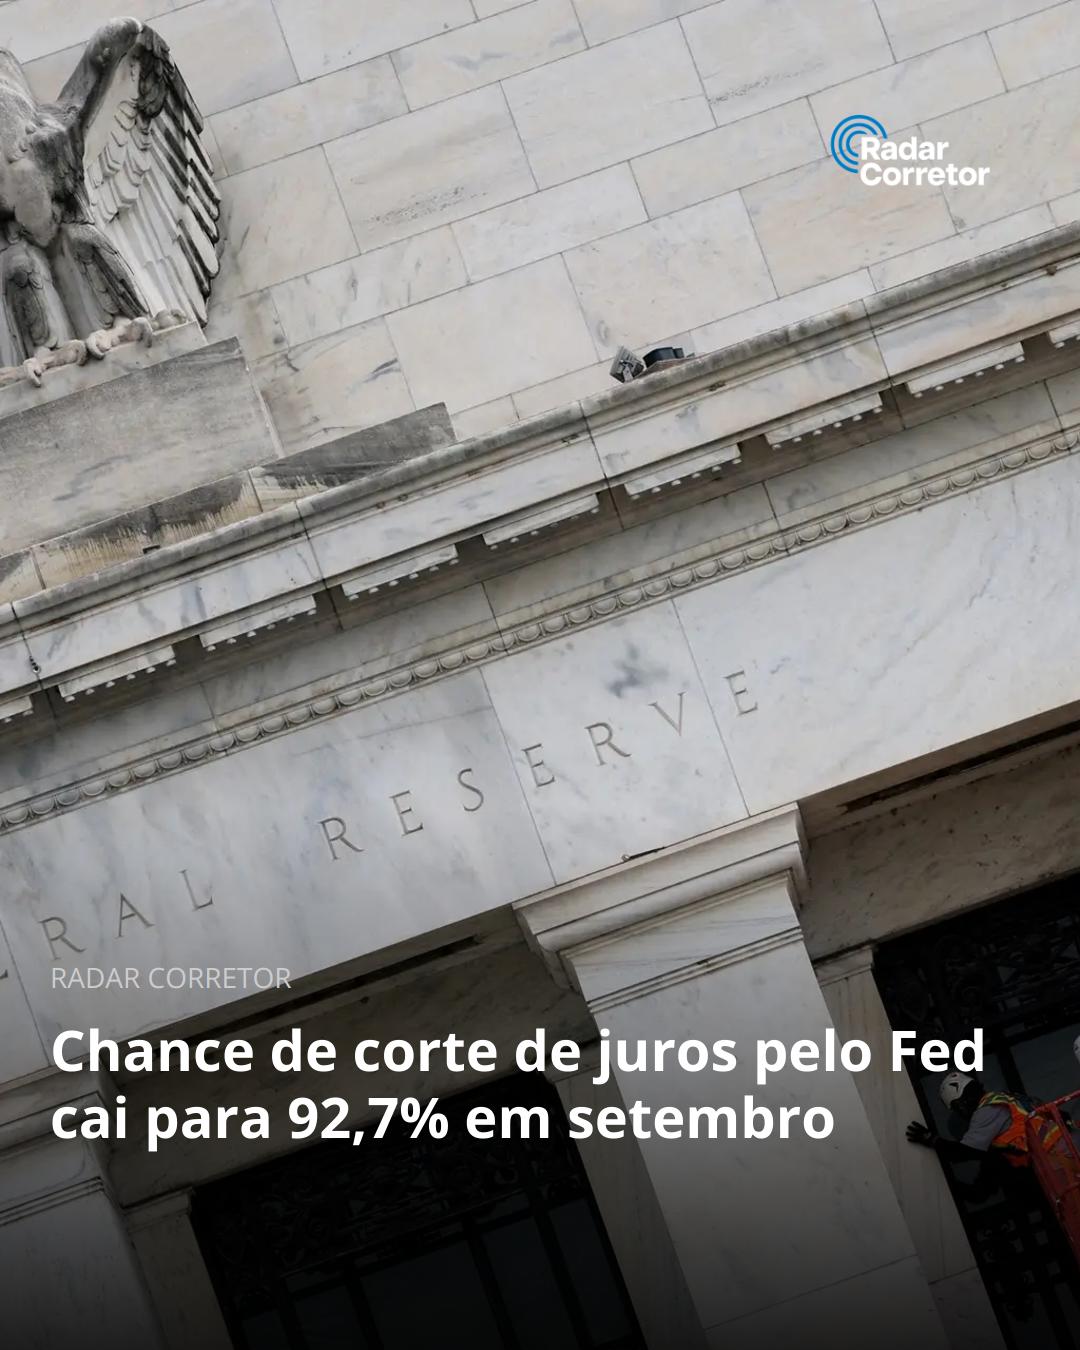 Radar
Corretor
RAL RESERVE
RADAR CORRETOR
Chance de corte de juros pelo Fed
cai para 92,7% em setembro